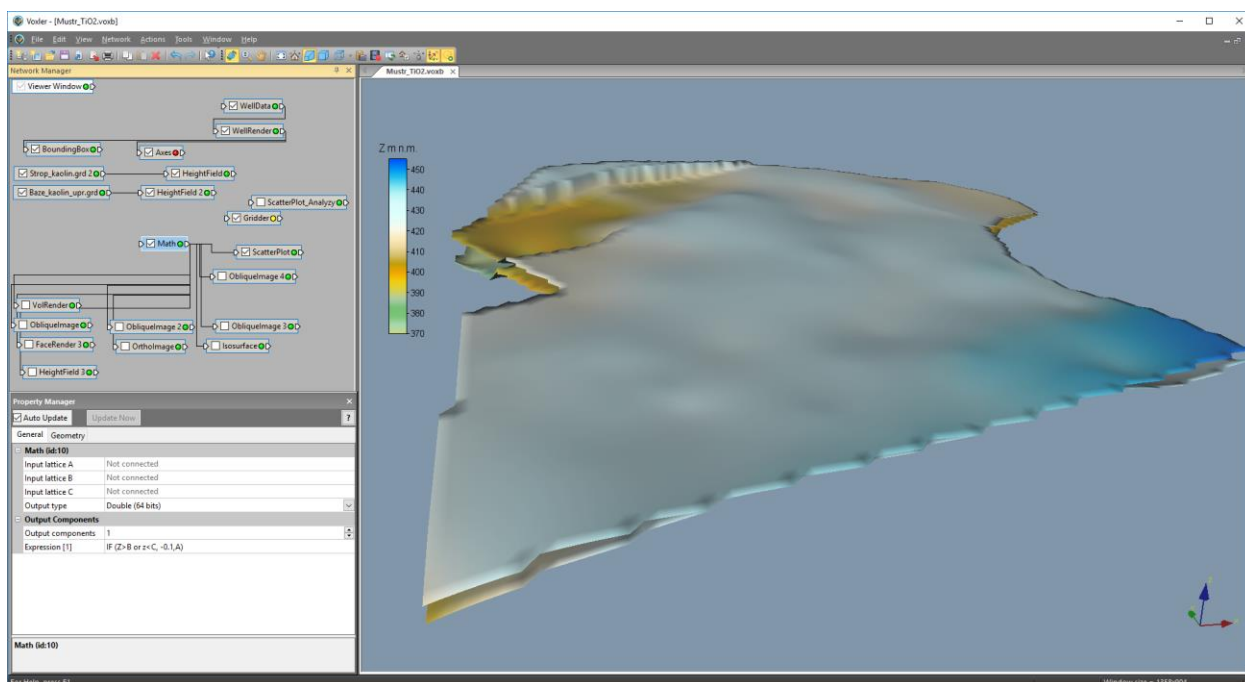 Voxler - [Mustr_TiO2.voxb]
File Edit View Network Actions Tools Window Help
Network Manager
Mustr_TiO2.voxb
Viewer Window
WellData
WellRender
BoundingBox
Axes
Strop_kaolin.grd 2
HeightField
Baze_kaolin_upr.grd
HeightField 2
ScatterPlot_Analyzy
Gridder
Math
ScatterPlot
ObliqueImage 4
VolRender
ObliqueImage
ObliqueImage 2
ObliqueImage 3
FaceRender 3
OrthoImage
Isosurface
HeightField 3
Z m n.m.
450
440
430
420
410
400
390
380
370
Property Manager
Auto Update Update Now ?
General Geometry
Math (id:10)
Input lattice A Not connected
Input lattice B Not connected
Input lattice C Not connected
Output type Double (64 bits)
Output Components
Output components 1
Expression [1] IF (Z>B or z<C, -0.1,A)
Math (id:10)